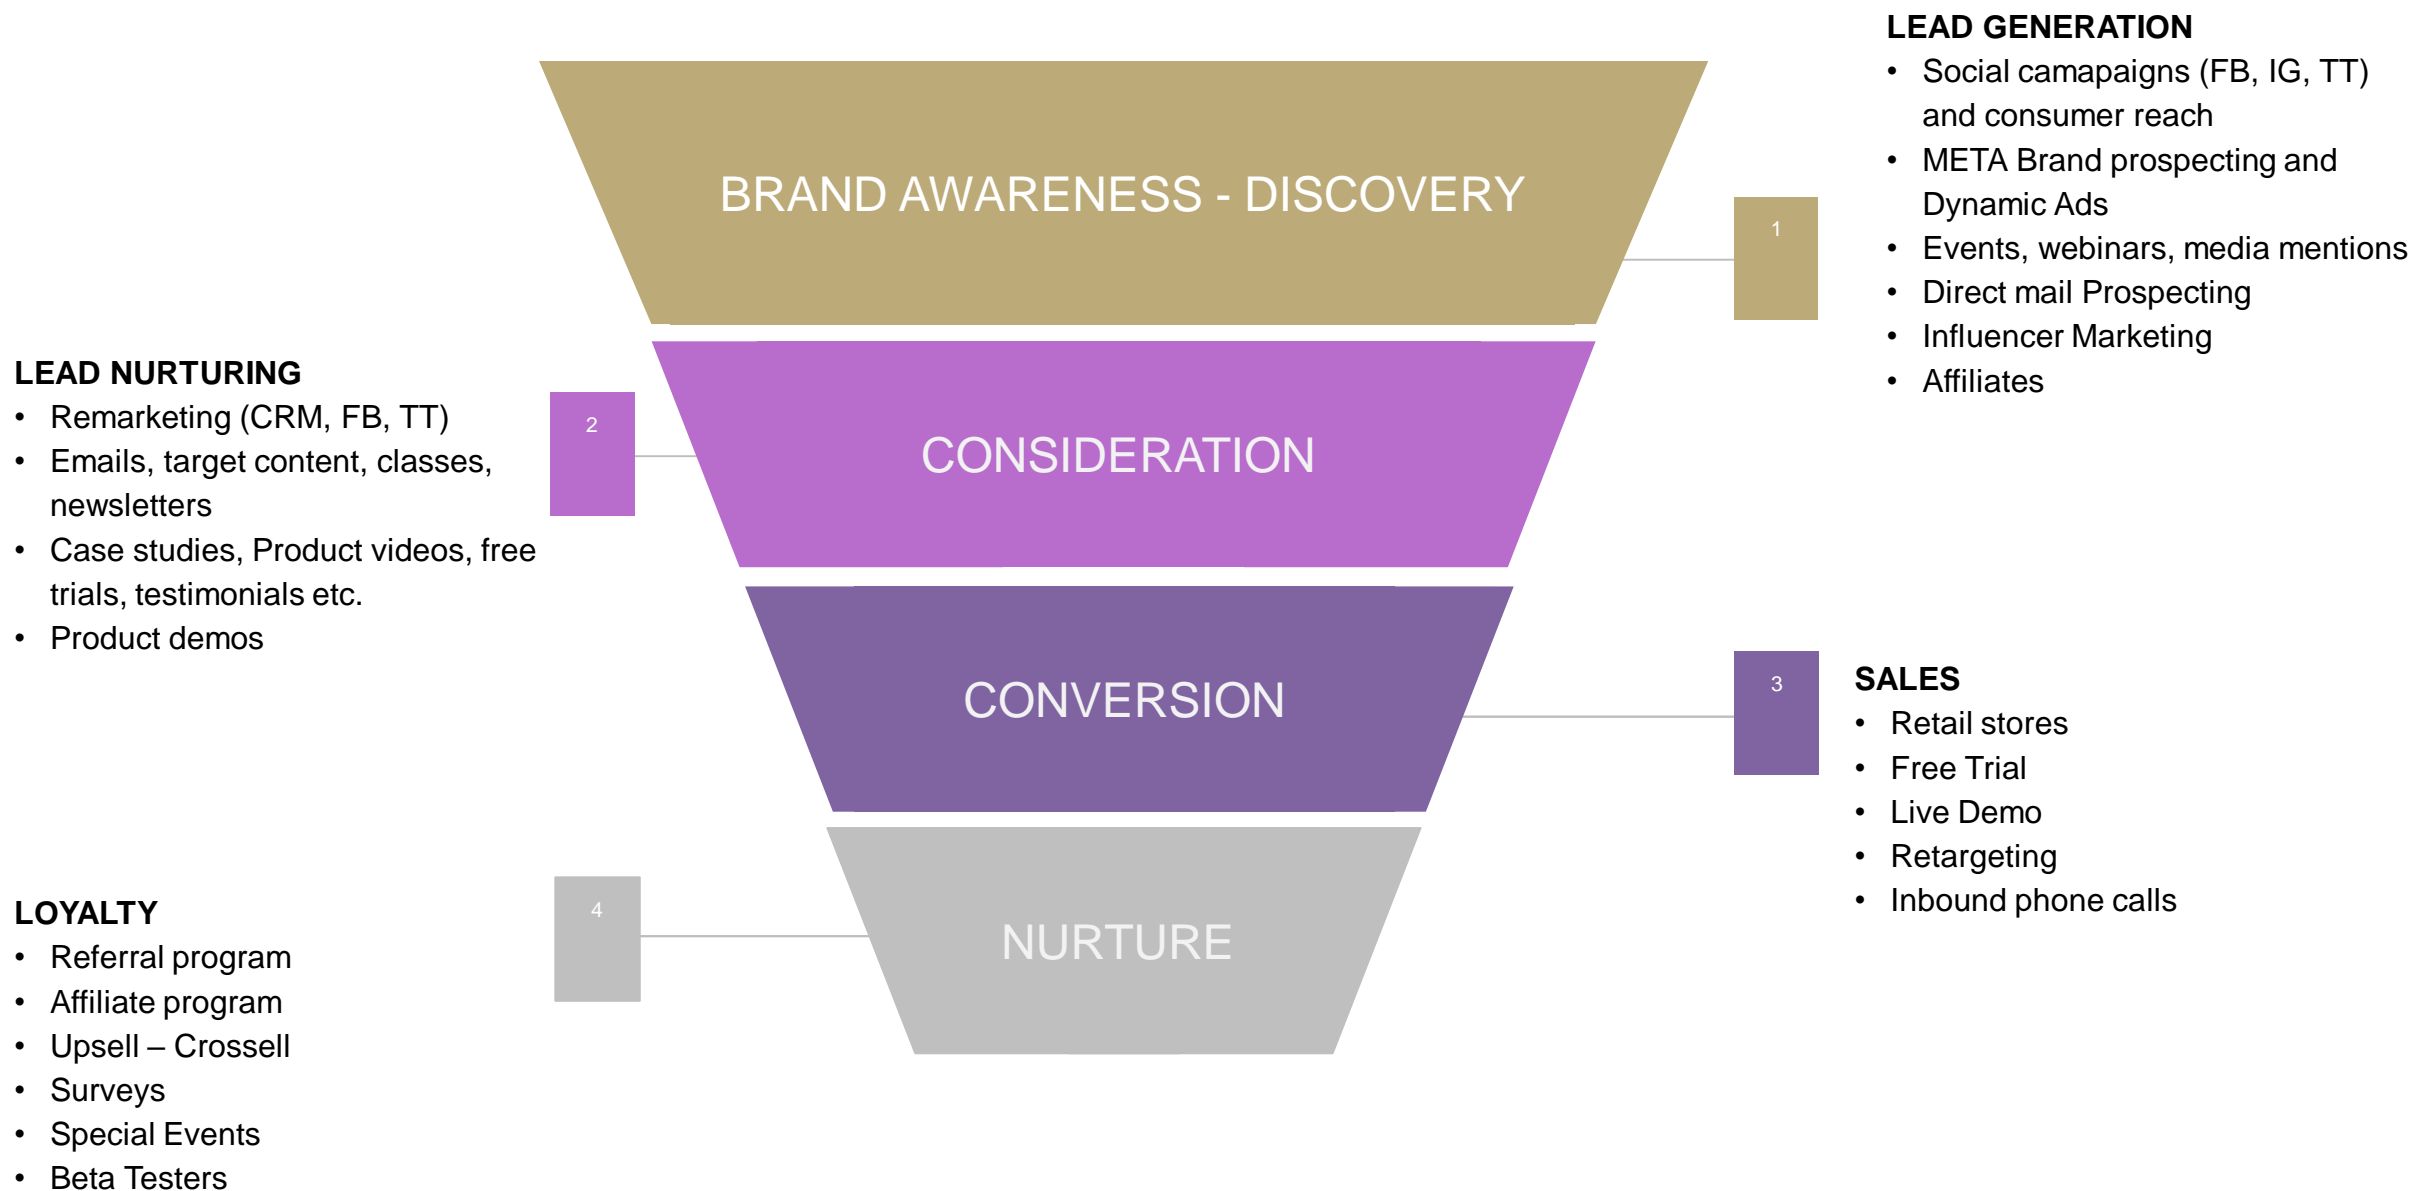 LEAD GENERATION
• Social camapaigns (FB, IG, TT)
and consumer reach
• META Brand prospecting and
Dynamic Ads
• Events, webinars, media mentions
• Direct mail Prospecting
• Influencer Marketing
• Affiliates
BRAND AWARENESS - DISCOVERY
1
LEAD NURTURING
• Remarketing (CRM, FB, TT)
• Emails, target content, classes,
newsletters
• Case studies, Product videos, free
trials, testimonials etc.
• Product demos
2
CONSIDERATION
CONVERSION
3
SALES
• Retail stores
• Free Trial
• Live Demo
• Retargeting
• Inbound phone calls
LOYALTY
• Referral program
• Affiliate program
• Upsell – Crossell
• Surveys
• Special Events
• Beta Testers
4
NURTURE